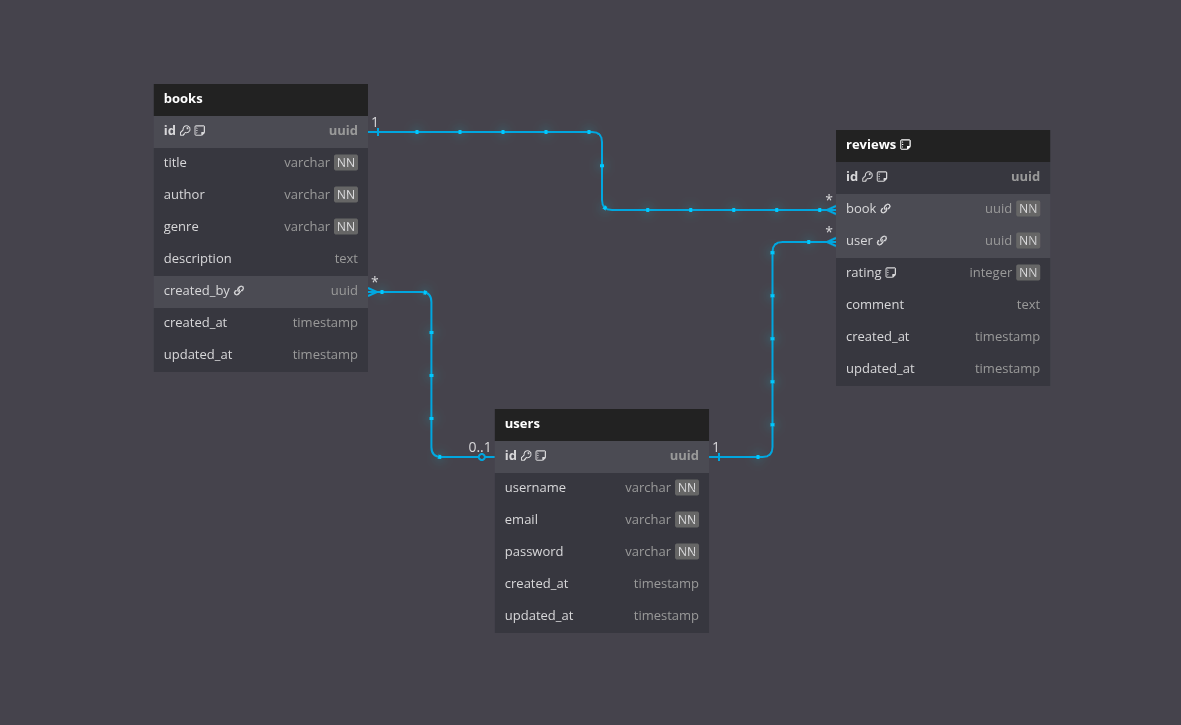 books
id uuid
title varchar NN
author varchar NN
genre varchar NN
description text
created_by uuid
created_at timestamp
updated_at timestamp
1
*
reviews
id uuid
book uuid NN
user uuid NN
rating integer NN
comment text
created_at timestamp
updated_at timestamp
*
*
users
id uuid
username varchar NN
email varchar NN
password varchar NN
created_at timestamp
updated_at timestamp
0..1
1